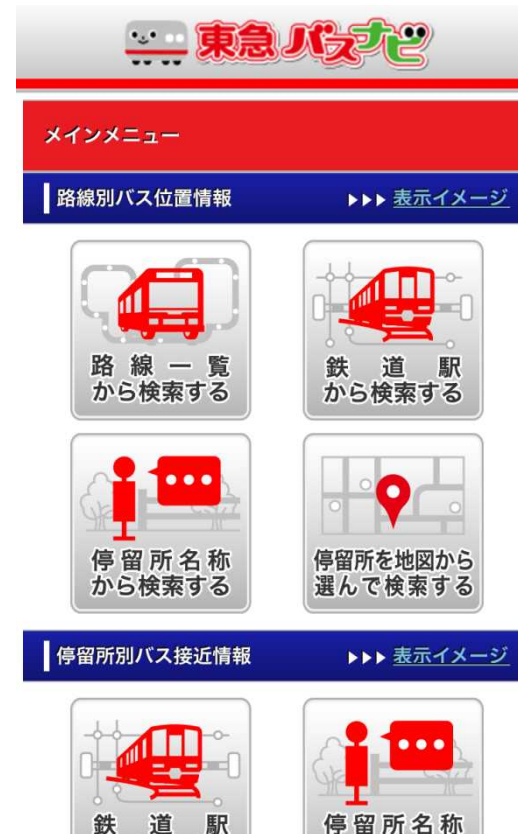 東急バスナビ
メインメニュー
路線別バス位置情報
▶▶▶ 表示イメージ
路線一覧
から検索する
鉄道駅
から検索する
停留所名称
から検索する
停留所を地図から
選んで検索する
停留所別バス接近情報
▶▶▶ 表示イメージ
鉄道駅
停留所名称